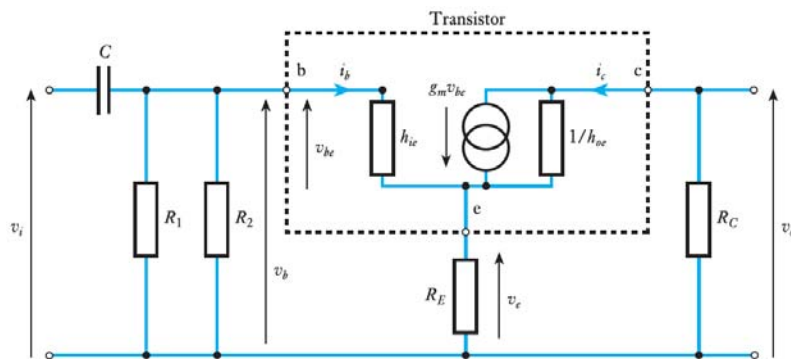 Transistor
C
b
i_b
g_m v_be
i_c
c
v_be
h_ie
1/h_oe
e
v_i
R_1
R_2
v_b
R_E
v_e
R_C